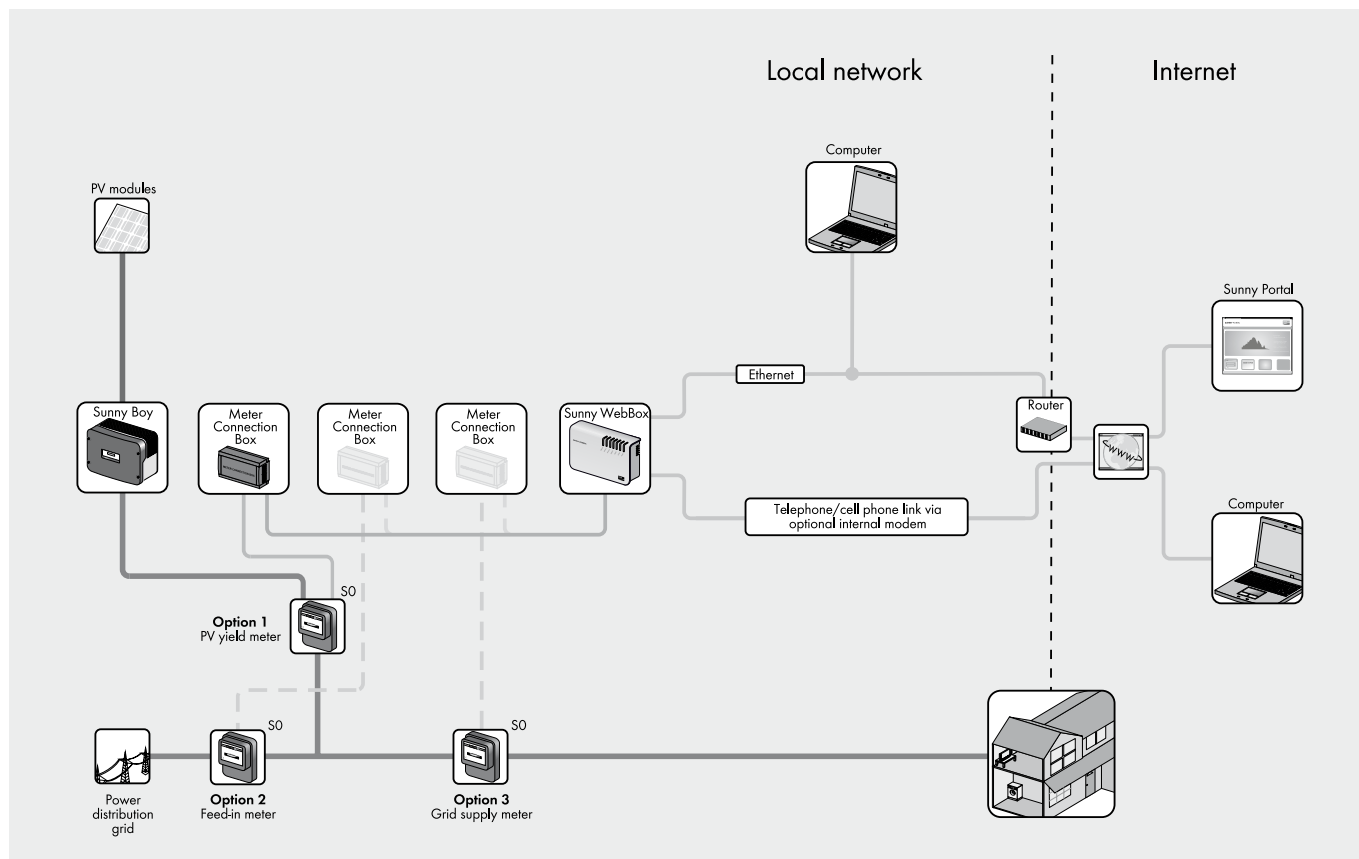 Local network
Internet
Computer
PV modules
Sunny Portal
Ethernet
Sunny Boy
Meter
Connection
Box
Meter
Connection
Box
Meter
Connection
Box
Sunny WebBox
Router
WWW
Telephone/cell phone link via
optional internal modem
Computer
S0
Option 1
PV yield meter
S0
S0
Power
distribution
grid
Option 2
Feed-in meter
Option 3
Grid supply meter